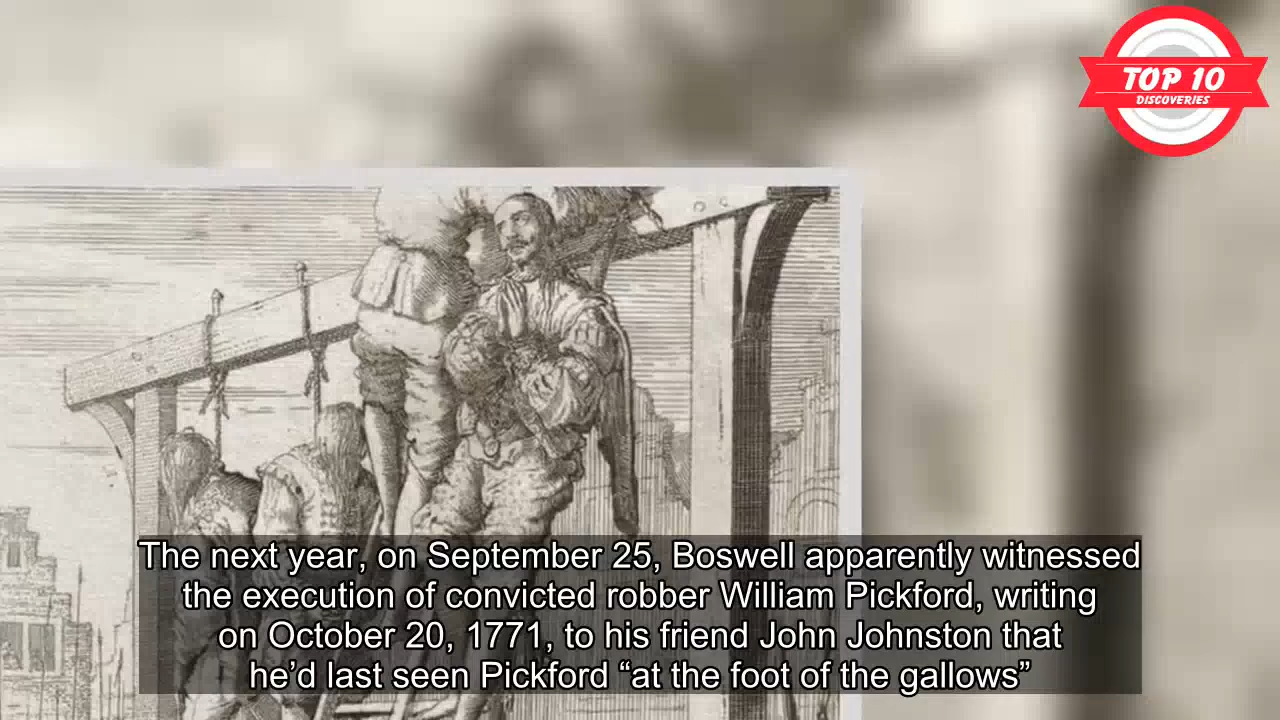 TOP 10
DISCOVERIES
The next year, on September 25, Boswell apparently witnessed
the execution of convicted robber William Pickford, writing
on October 20, 1771, to his friend John Johnston that
he’d last seen Pickford “at the foot of the gallows”